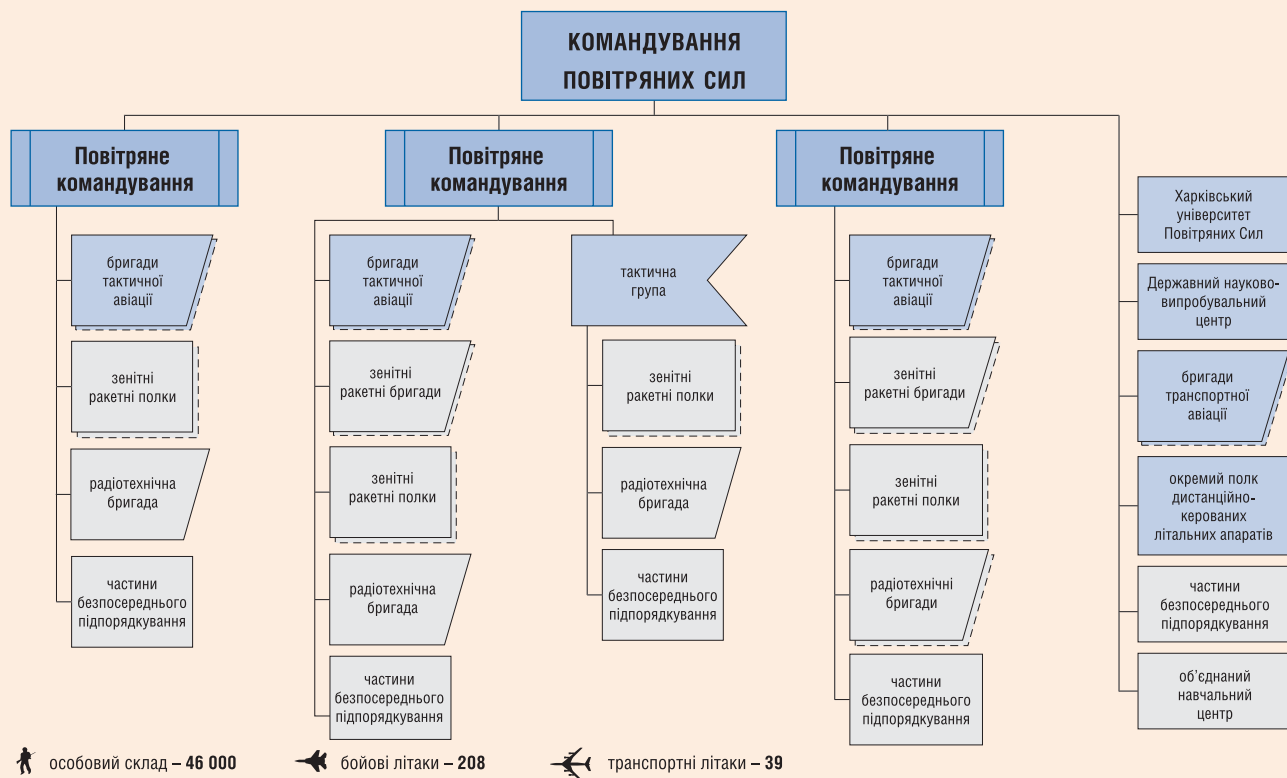 КОМАНДУВАННЯ
ПОВІТРЯНИХ СИЛ
Повітряне
командування
бригади
тактичної
авіації
зенітні
ракетні полки
радіотехнічна
бригада
частини
безпосереднього
підпорядкування
Повітряне
командування
бригади
тактичної
авіації
зенітні
ракетні бригади
зенітні
ракетні полки
радіотехнічна
бригада
частини
безпосереднього
підпорядкування
тактична
група
зенітні
ракетні полки
радіотехнічна
бригада
частини
безпосереднього
підпорядкування
Повітряне
командування
бригади
тактичної
авіації
зенітні
ракетні бригади
зенітні
ракетні полки
радіотехнічні
бригади
частини
безпосереднього
підпорядкування
Харківський
університет
Повітряних Сил
Державний науково-
випробувальний
центр
бригади
транспортної
авіації
окремий полк
дистанційно-
керованих
літальних апаратів
частини
безпосереднього
підпорядкування
об’єднаний
навчальний
центр
особовий склад – 46 000
бойові літаки – 208
транспортні літаки – 39